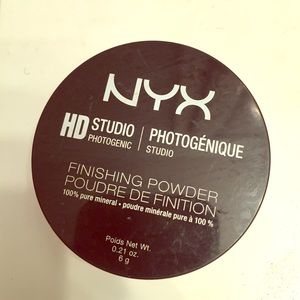 NYX
HD STUDIO PHOTOGENIC | PHOTOGÉNIQUE STUDIO
FINISHING POWDER
POUDRE DE FINITION
100% pure mineral • poudre minérale pure à 100 %
Poids Net Wt.
0.21 oz.
6 g